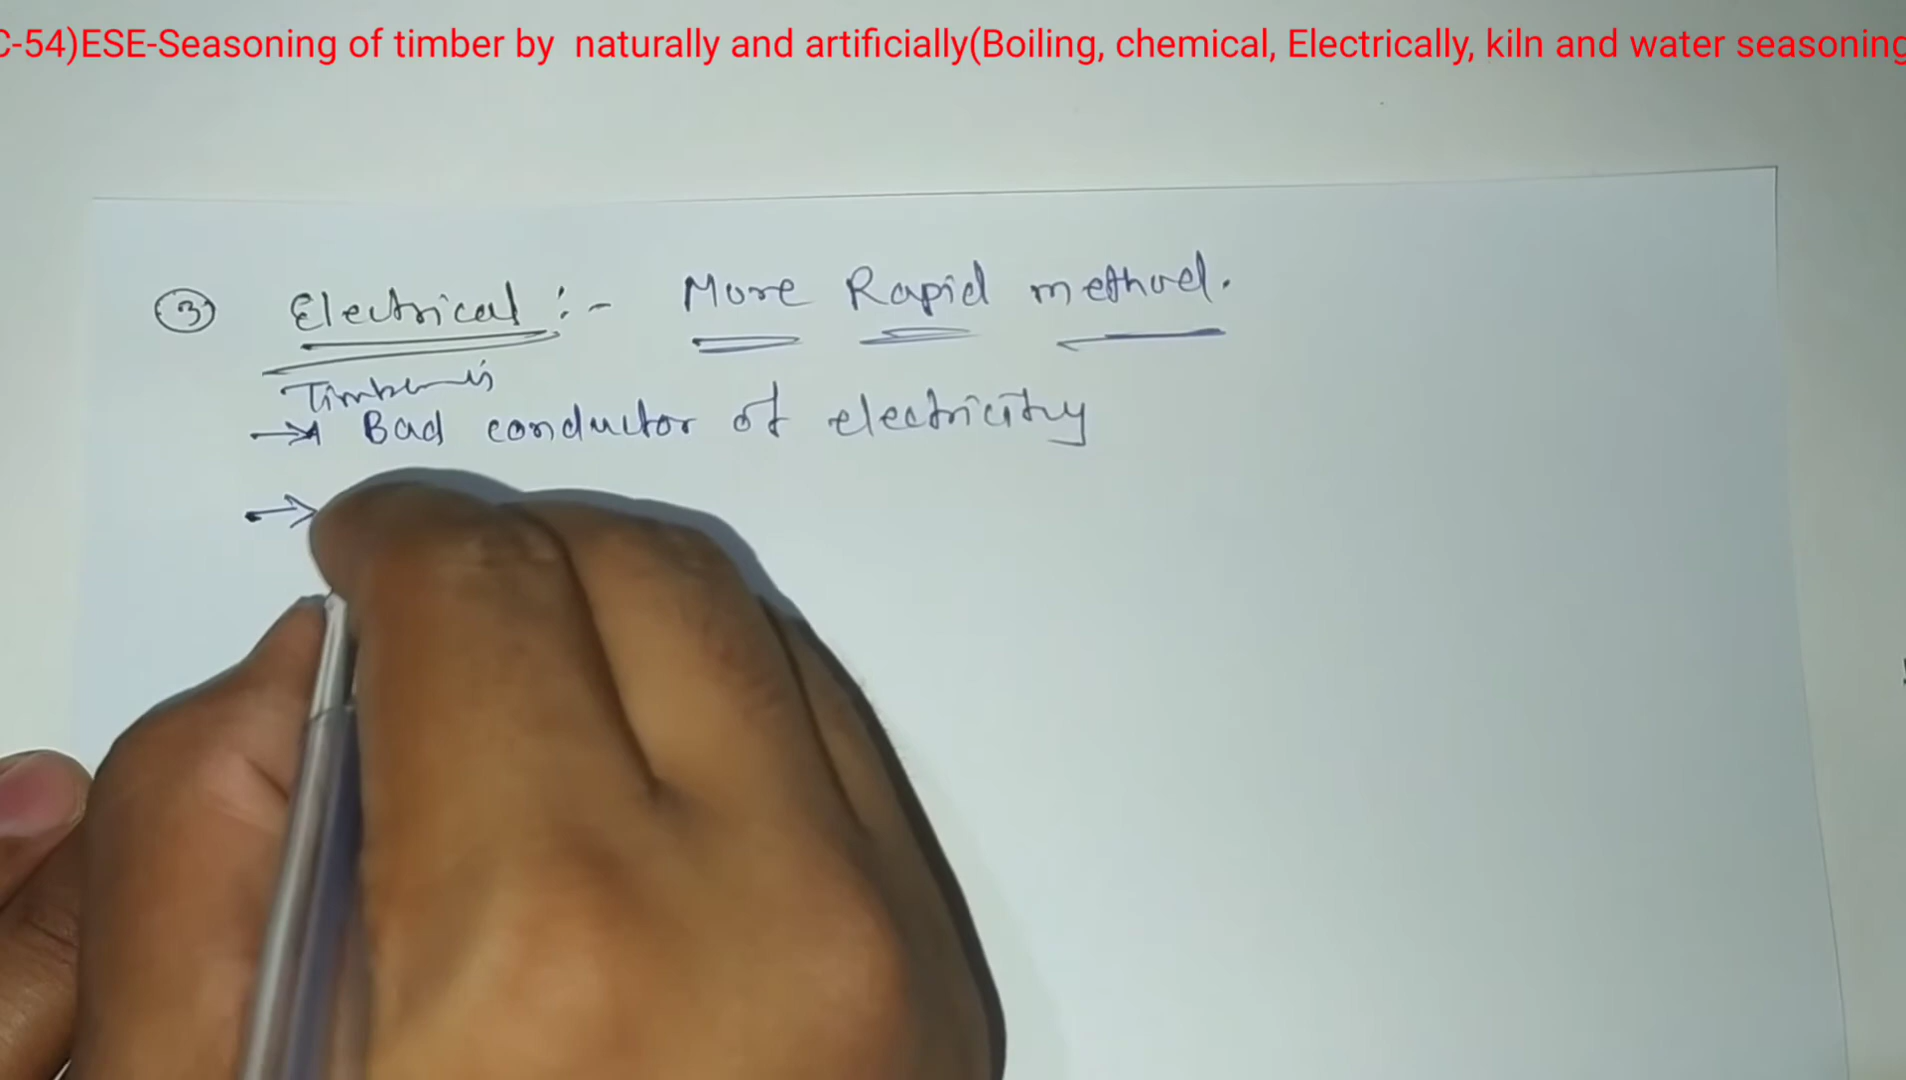 C-54)ESE-Seasoning of timber by naturally and artificially(Boiling, chemical, Electrically, kiln and water seasoning
③ Electrical :- More Rapid method.
Timber is
→ Bad conductor of electricity
→